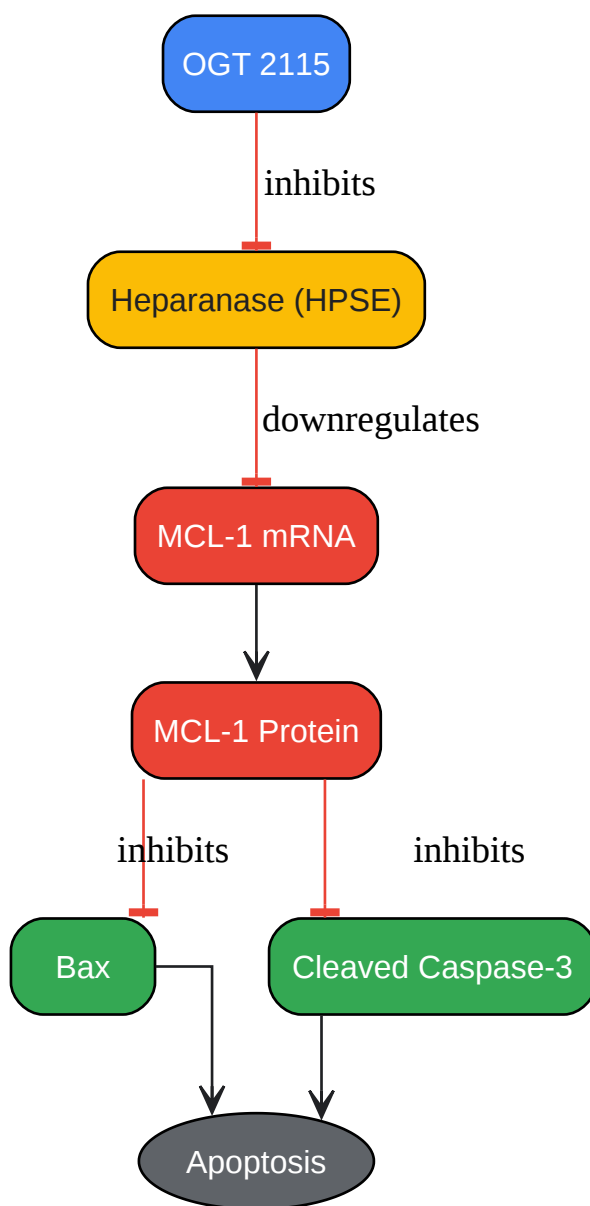 OGT 2115
inhibits
Heparanase (HPSE)
downregulates
MCL-1 mRNA
MCL-1 Protein
inhibits
inhibits
Bax
Cleaved Caspase-3
Apoptosis